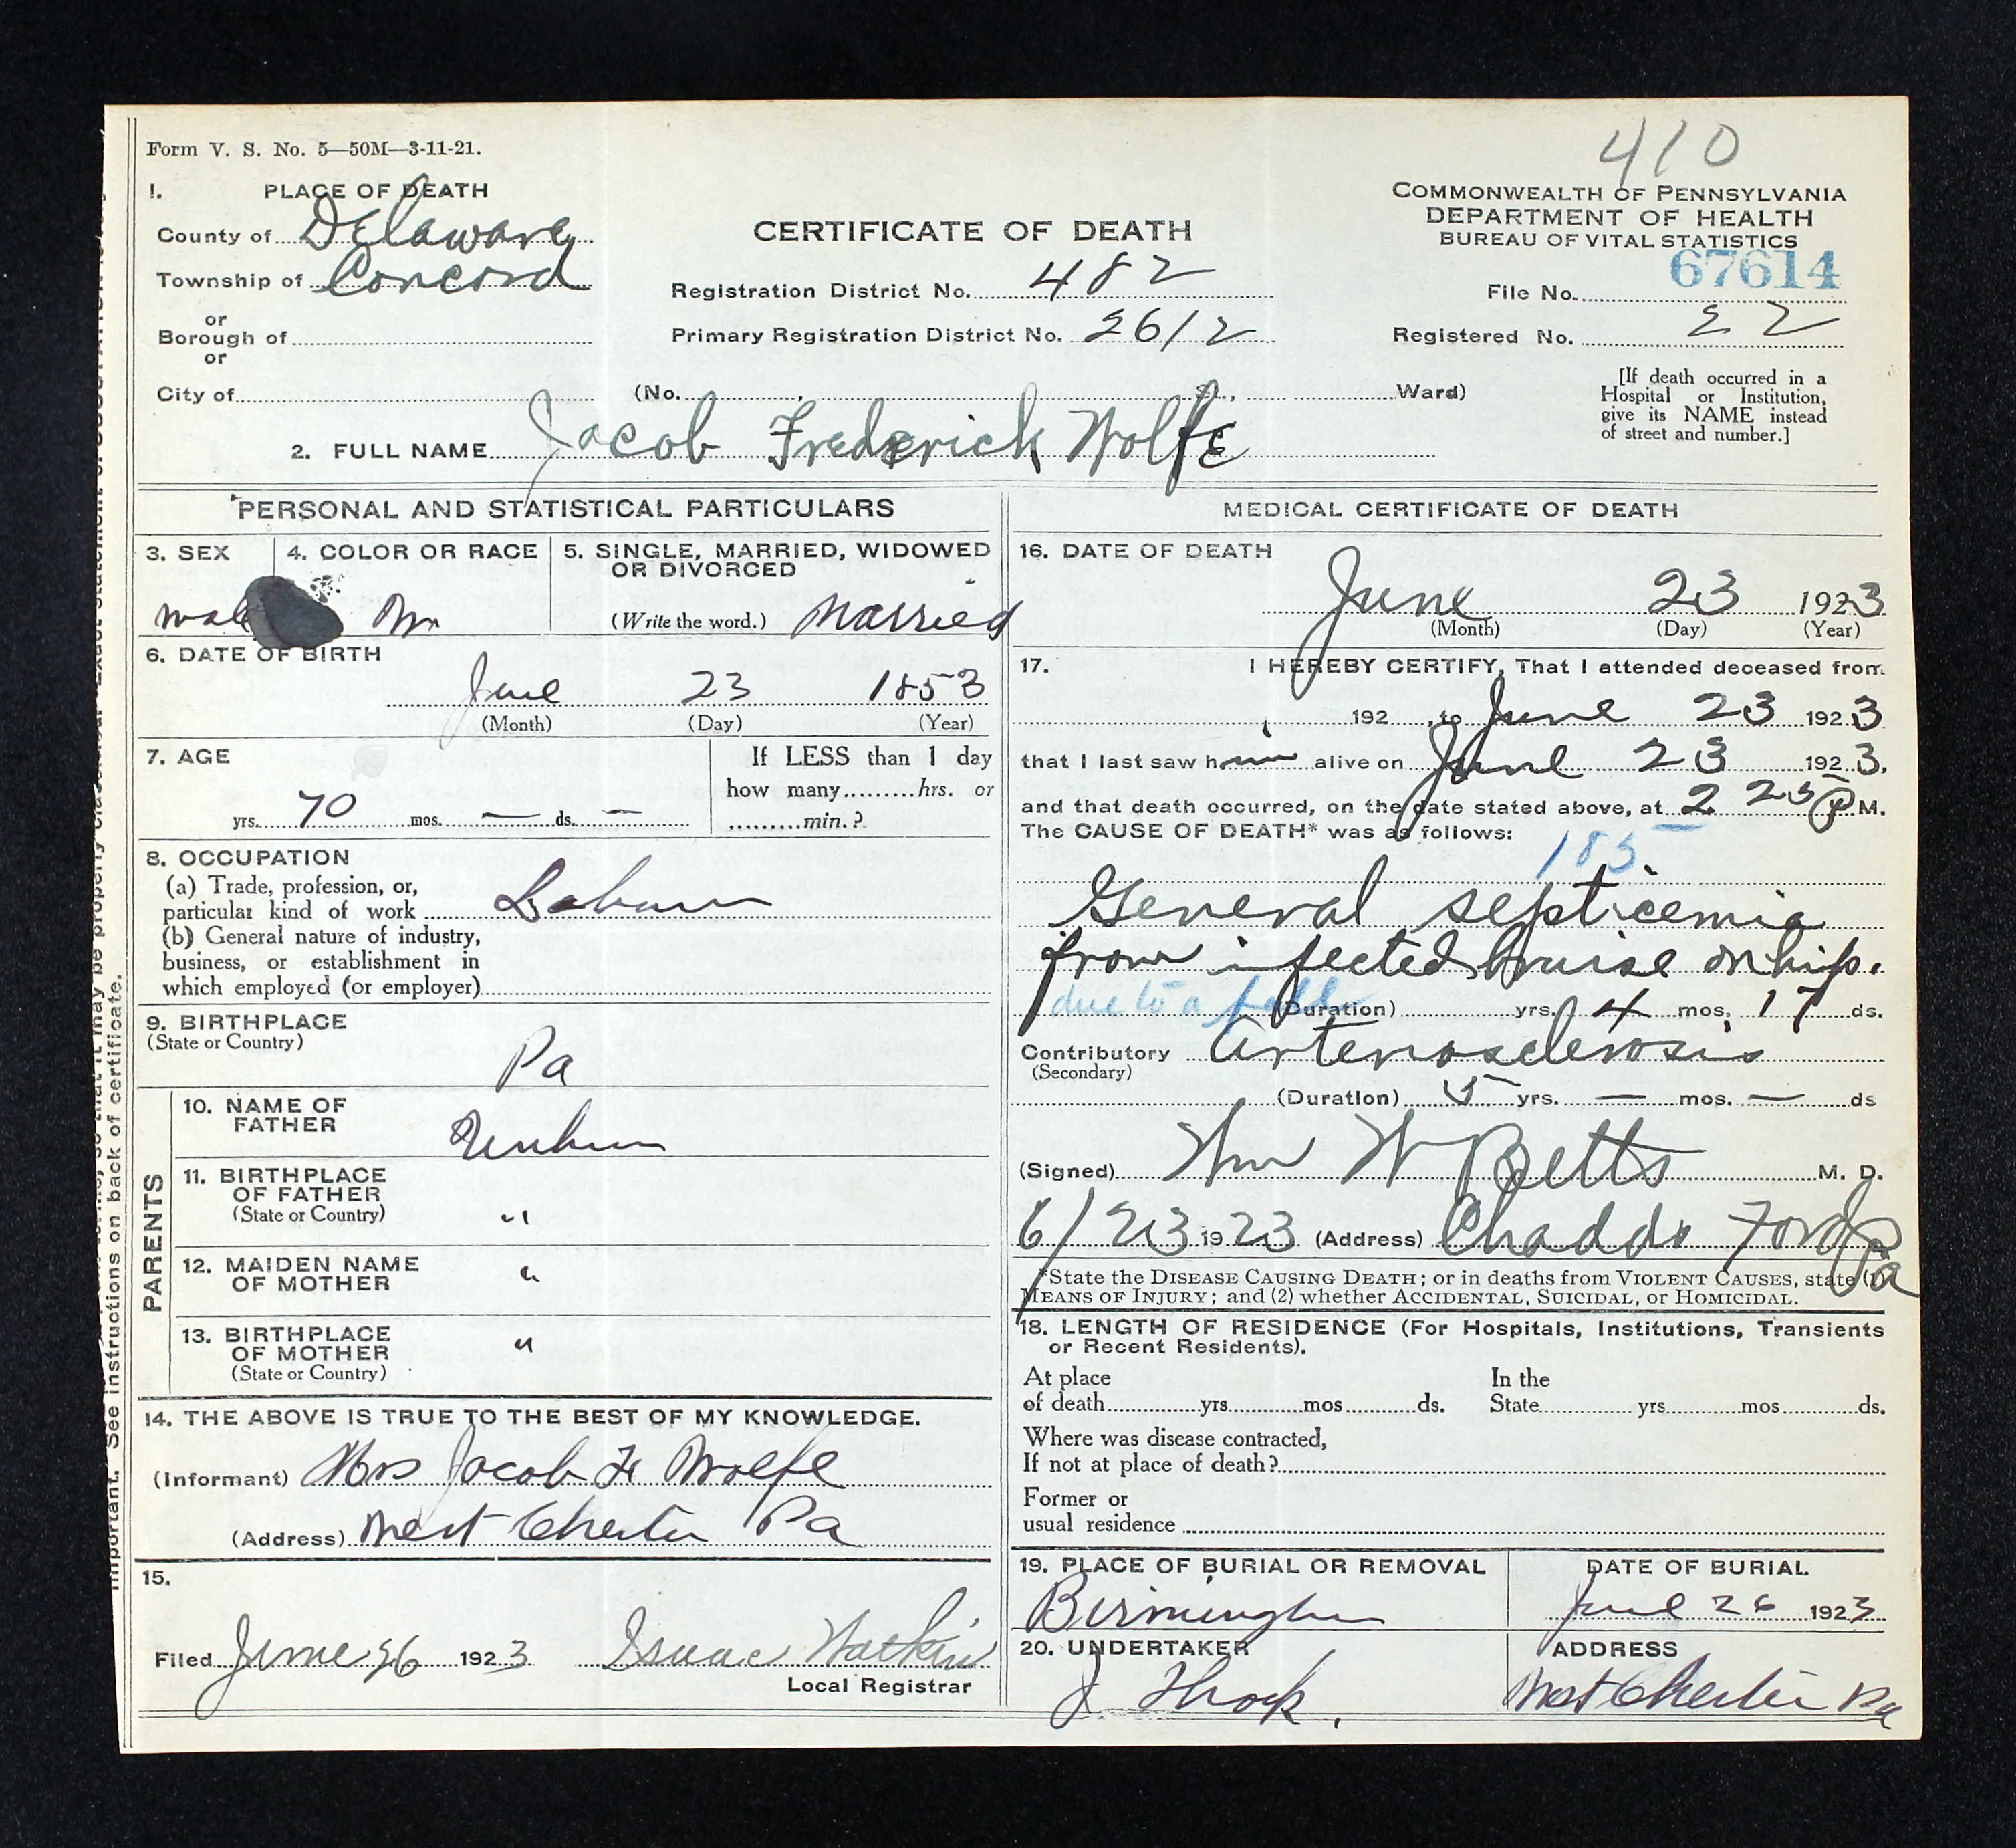 410
Form V. S. No. 5—50M—3-11-21.
1. PLACE OF DEATH
County of Delaware
Township of Concord
or
Borough of
or
City of
CERTIFICATE OF DEATH
Registration District No. 482
Primary Registration District No. 2612
(No. , St., Ward)
COMMONWEALTH OF PENNSYLVANIA
DEPARTMENT OF HEALTH
BUREAU OF VITAL STATISTICS
File No. 67614
Registered No. 22
[If death occurred in a
Hospital or Institution,
give its NAME instead
of street and number.]
2. FULL NAME Jacob Frederick Wolfe
PERSONAL AND STATISTICAL PARTICULARS
3. SEX
male
4. COLOR OR RACE
5. SINGLE, MARRIED, WIDOWED
OR DIVORCED
(Write the word.) Married
6. DATE OF BIRTH
June 23 1853
(Month) (Day) (Year)
7. AGE
70 yrs. — mos. — ds.
If LESS than 1 day
how many hrs. or
min.?
8. OCCUPATION
(a) Trade, profession, or,
particular kind of work
(b) General nature of industry,
business, or establishment in
which employed (or employer)
9. BIRTHPLACE
(State or Country)
Pa
PARENTS
10. NAME OF
FATHER
11. BIRTHPLACE
OF FATHER
(State or Country) "
12. MAIDEN NAME
OF MOTHER "
13. BIRTHPLACE
OF MOTHER "
(State or Country)
14. THE ABOVE IS TRUE TO THE BEST OF MY KNOWLEDGE.
(Informant) Mrs Jacob F Wolfe
(Address) West Chester Pa
15.
Filed June 26 1923 Isaac Watkin
Local Registrar
MEDICAL CERTIFICATE OF DEATH
16. DATE OF DEATH
June 23 1923
(Month) (Day) (Year)
17. I HEREBY CERTIFY, That I attended deceased from
192 , to June 23 1923
that I last saw him alive on June 23 1923,
and that death occurred, on the date stated above, at 2 23 P M.
The CAUSE OF DEATH* was as follows:
185
General septicemia
from infected bruise on hip.
due to a fall
(Duration) yrs. 4 mos. 17 ds.
Contributory Arteriosclerosis
(Secondary)
(Duration) 5 yrs. — mos. — ds
(Signed) Wm W Betts M. D.
6/23 1923 (Address) Chadds Ford Pa
*State the DISEASE CAUSING DEATH; or in deaths from VIOLENT CAUSES, state (1)
MEANS OF INJURY; and (2) whether ACCIDENTAL, SUICIDAL, or HOMICIDAL.
18. LENGTH OF RESIDENCE (For Hospitals, Institutions, Transients
or Recent Residents).
At place
of death yrs mos ds.
In the
State yrs mos ds.
Where was disease contracted,
If not at place of death?
Former or
usual residence
19. PLACE OF BURIAL OR REMOVAL
Birmingham
DATE OF BURIAL
June 26 1923
20. UNDERTAKER
ADDRESS
West Chester Pa
important. See instructions on back of certificate.